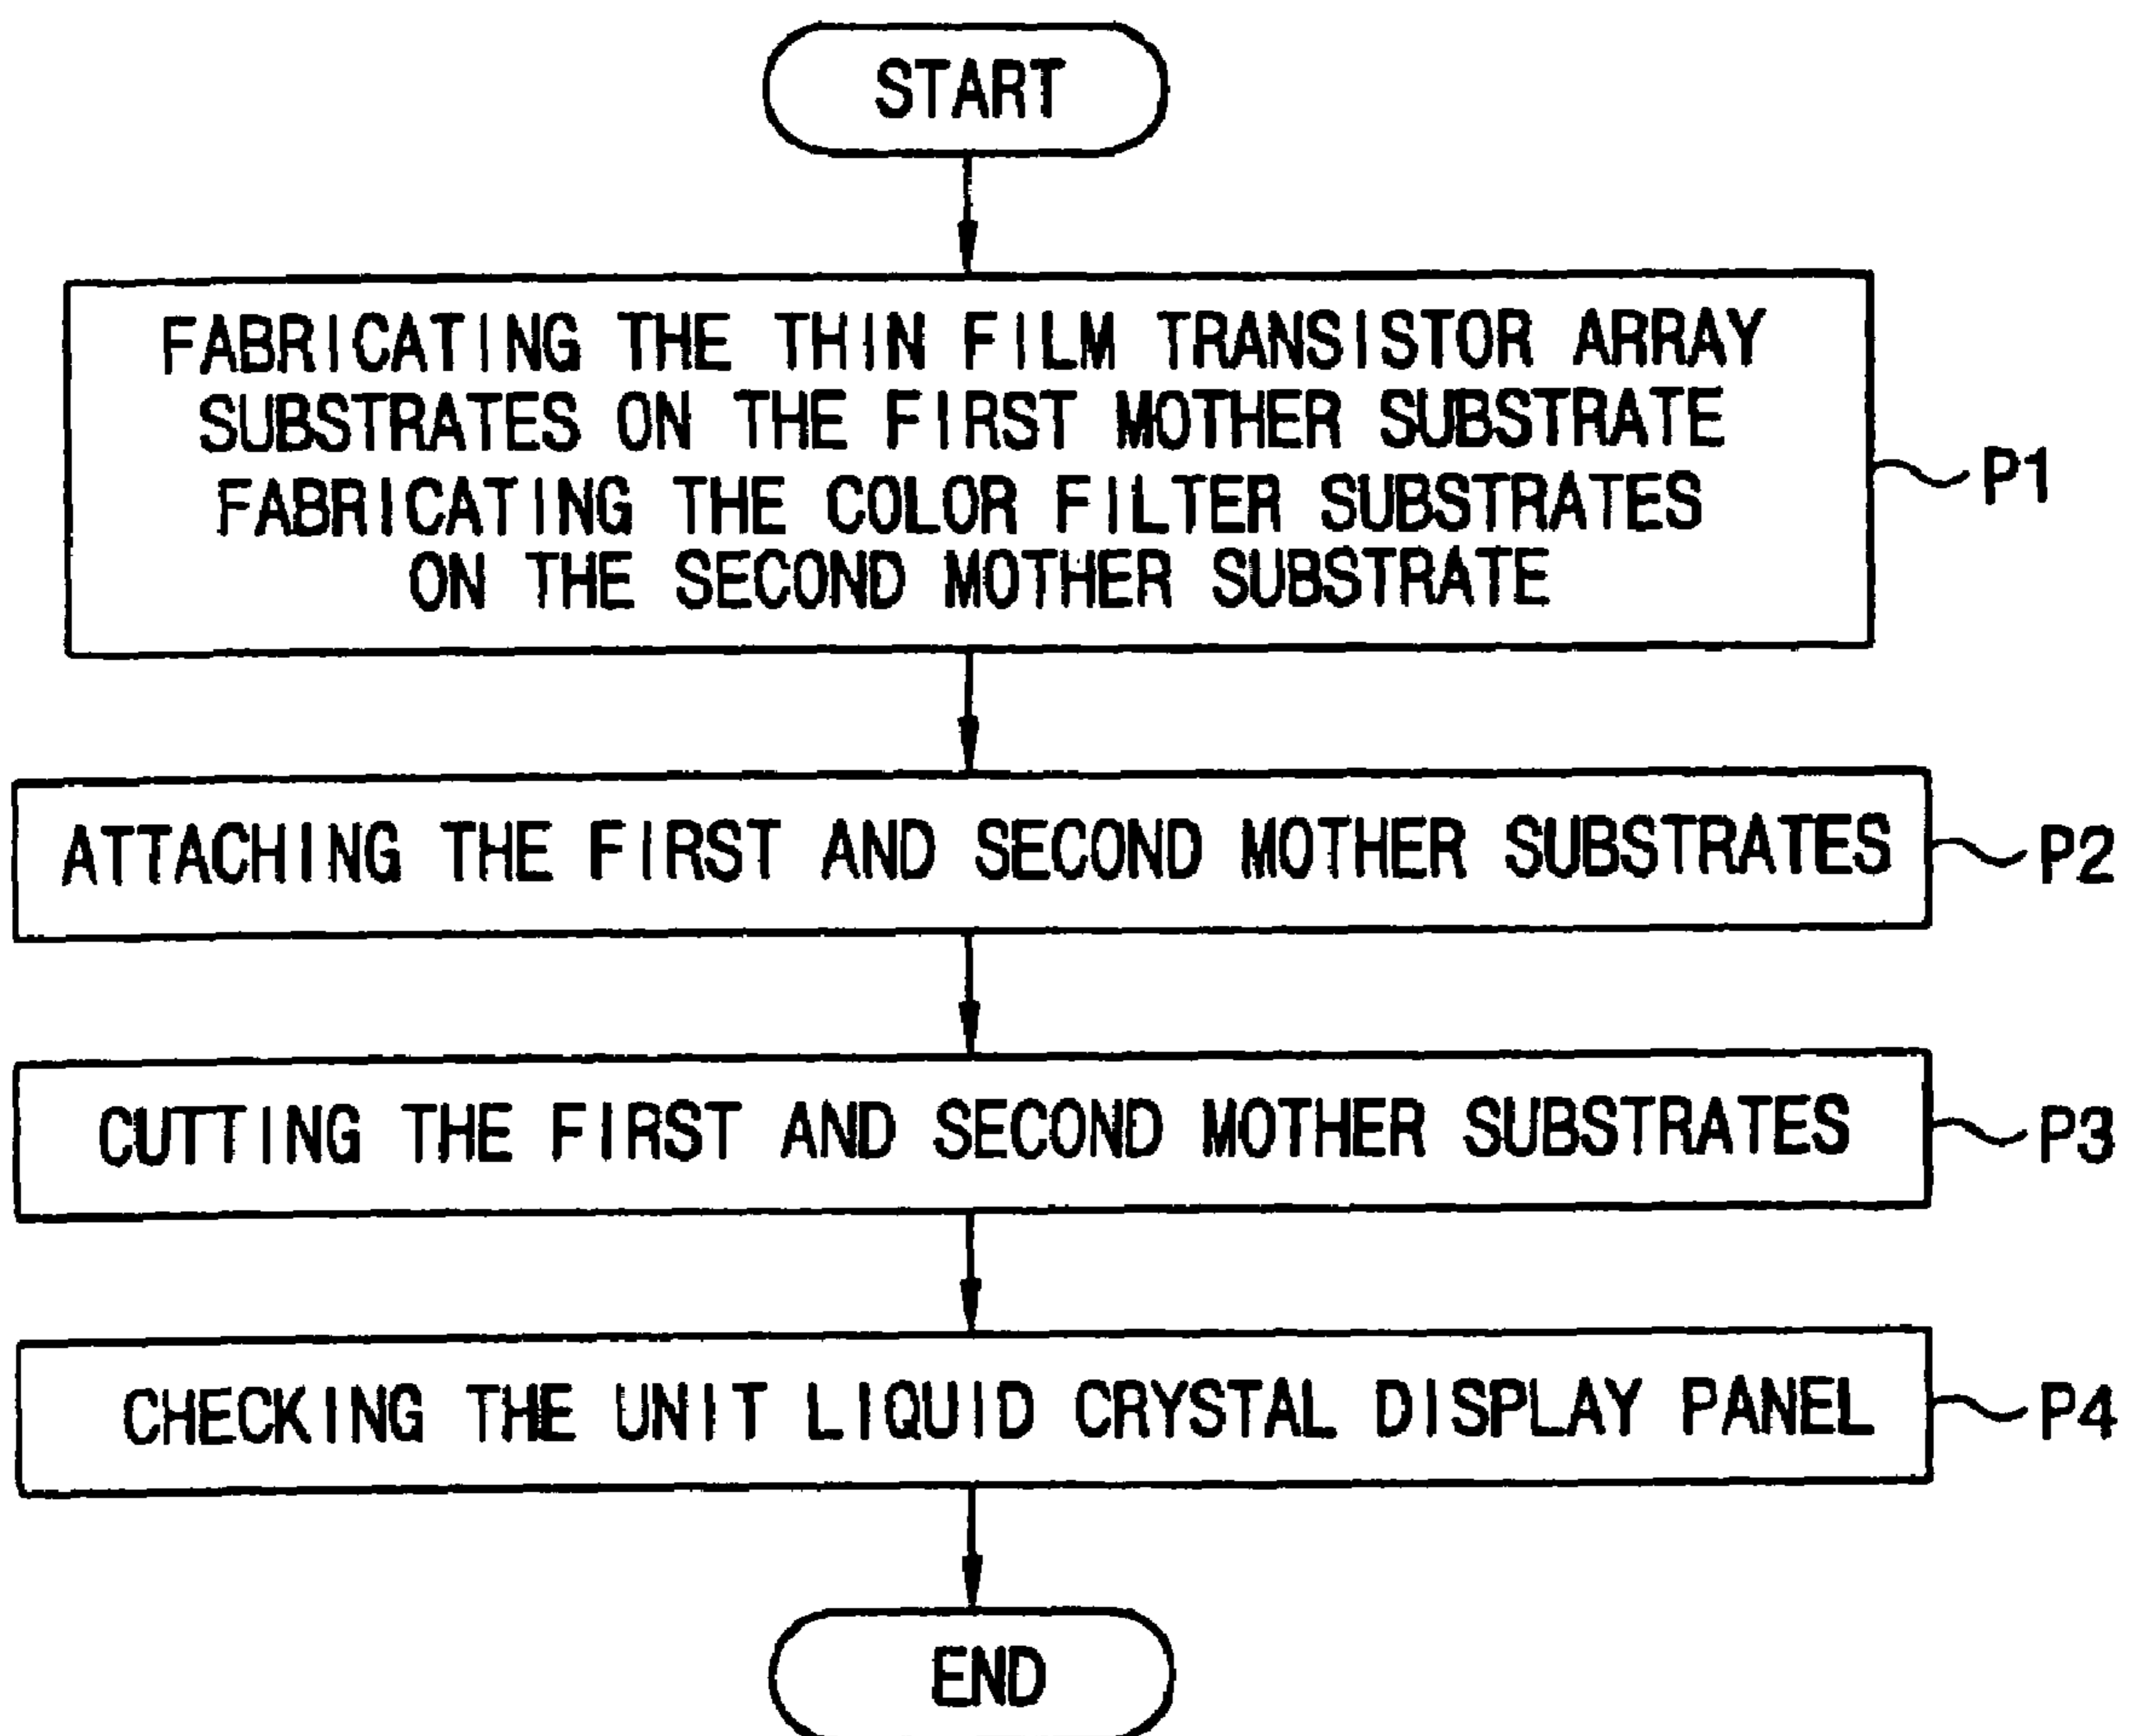 START
FABRICATING THE THIN FILM TRANSISTOR ARRAY
SUBSTRATES ON THE FIRST MOTHER SUBSTRATE
FABRICATING THE COLOR FILTER SUBSTRATES
ON THE SECOND MOTHER SUBSTRATE
P1
ATTACHING THE FIRST AND SECOND MOTHER SUBSTRATES
P2
CUTTING THE FIRST AND SECOND MOTHER SUBSTRATES
P3
CHECKING THE UNIT LIQUID CRYSTAL DISPLAY PANEL
P4
END